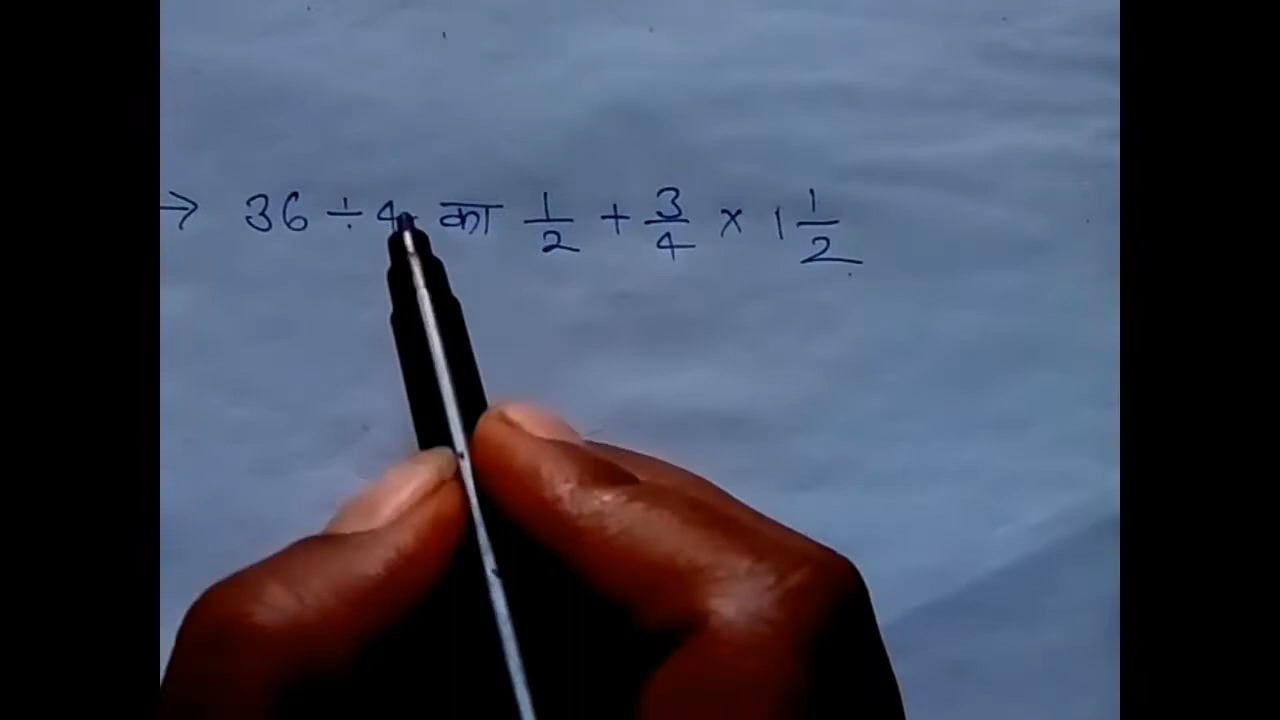 → 36 ÷ 4 का 1/2 + 3/4 × 1 1/2